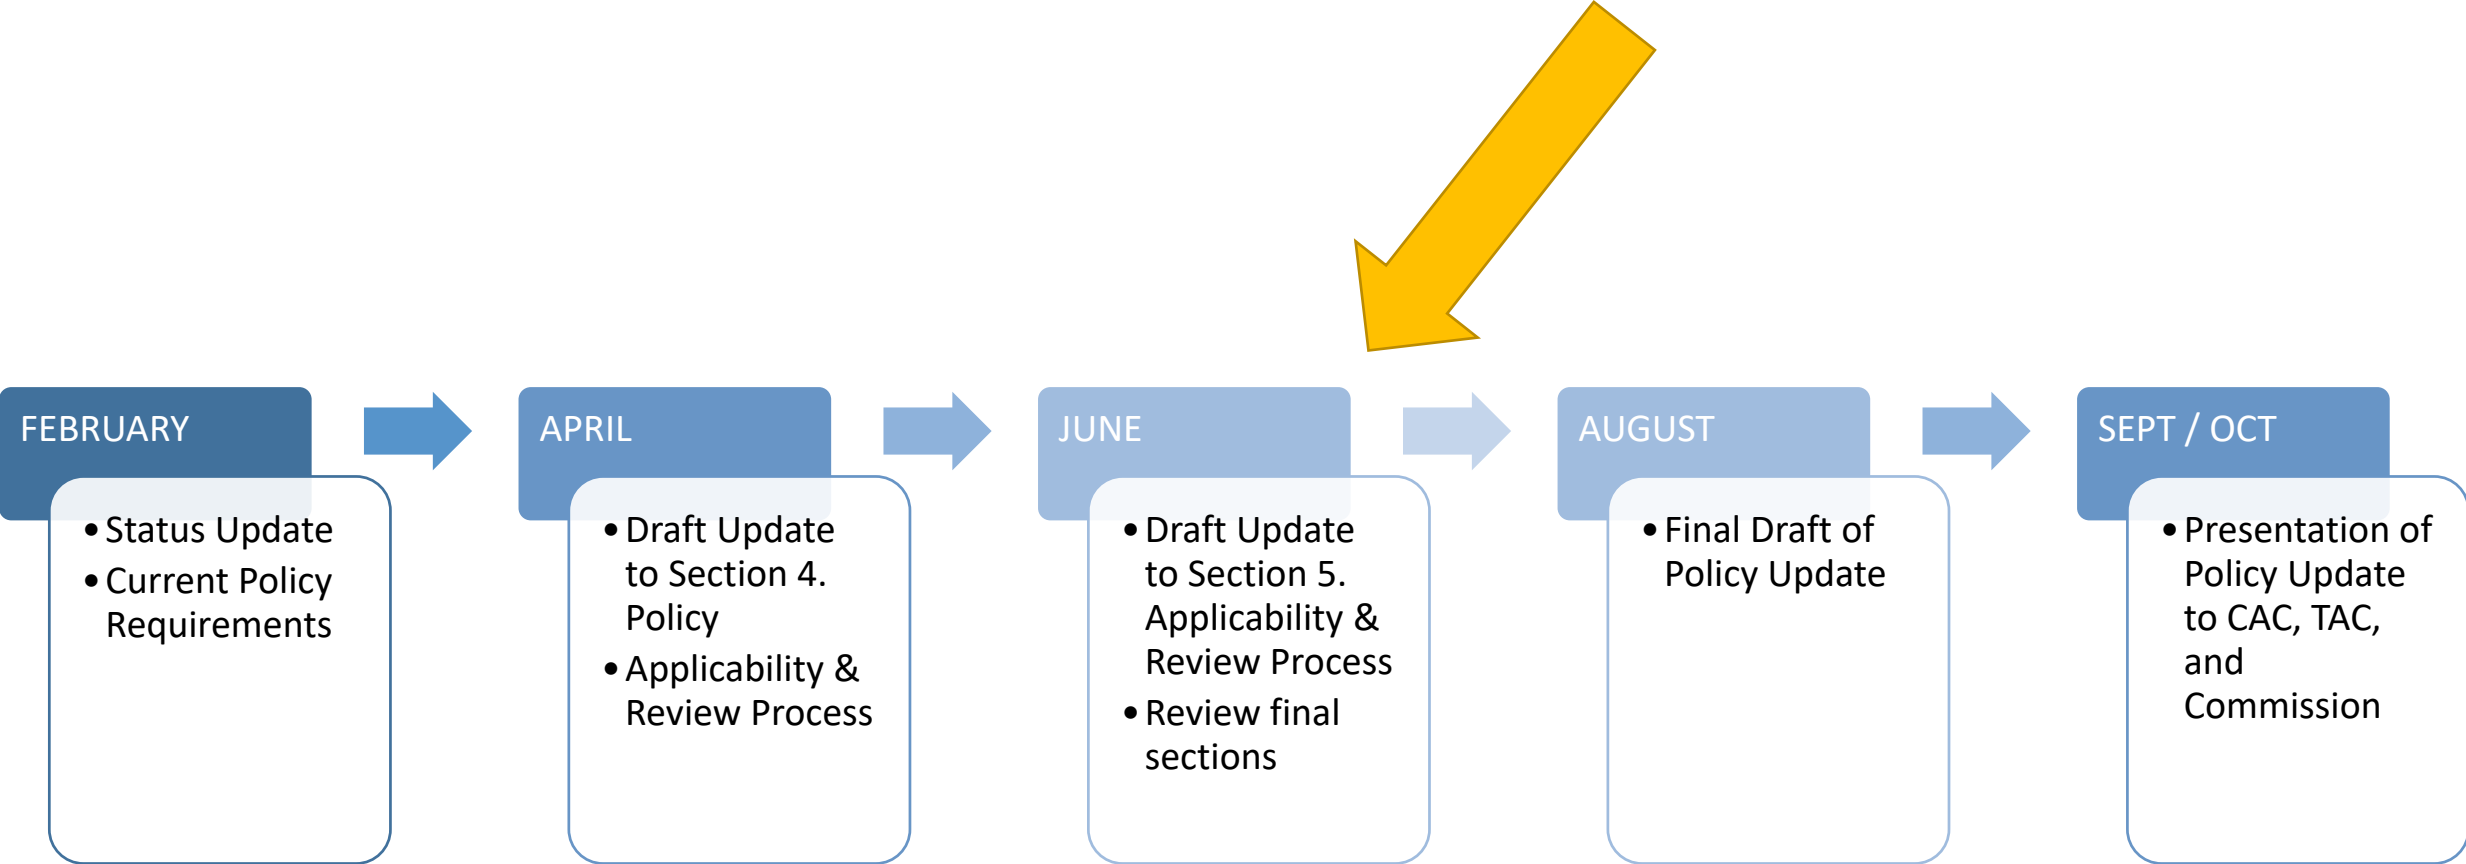 FEBRUARY
• Status Update
• Current Policy
Requirements
APRIL
• Draft Update
to Section 4.
Policy
• Applicability &
Review Process
JUNE
• Draft Update
to Section 5.
Applicability &
Review Process
• Review final
sections
AUGUST
• Final Draft of
Policy Update
SEPT / OCT
• Presentation of
Policy Update
to CAC, TAC,
and
Commission